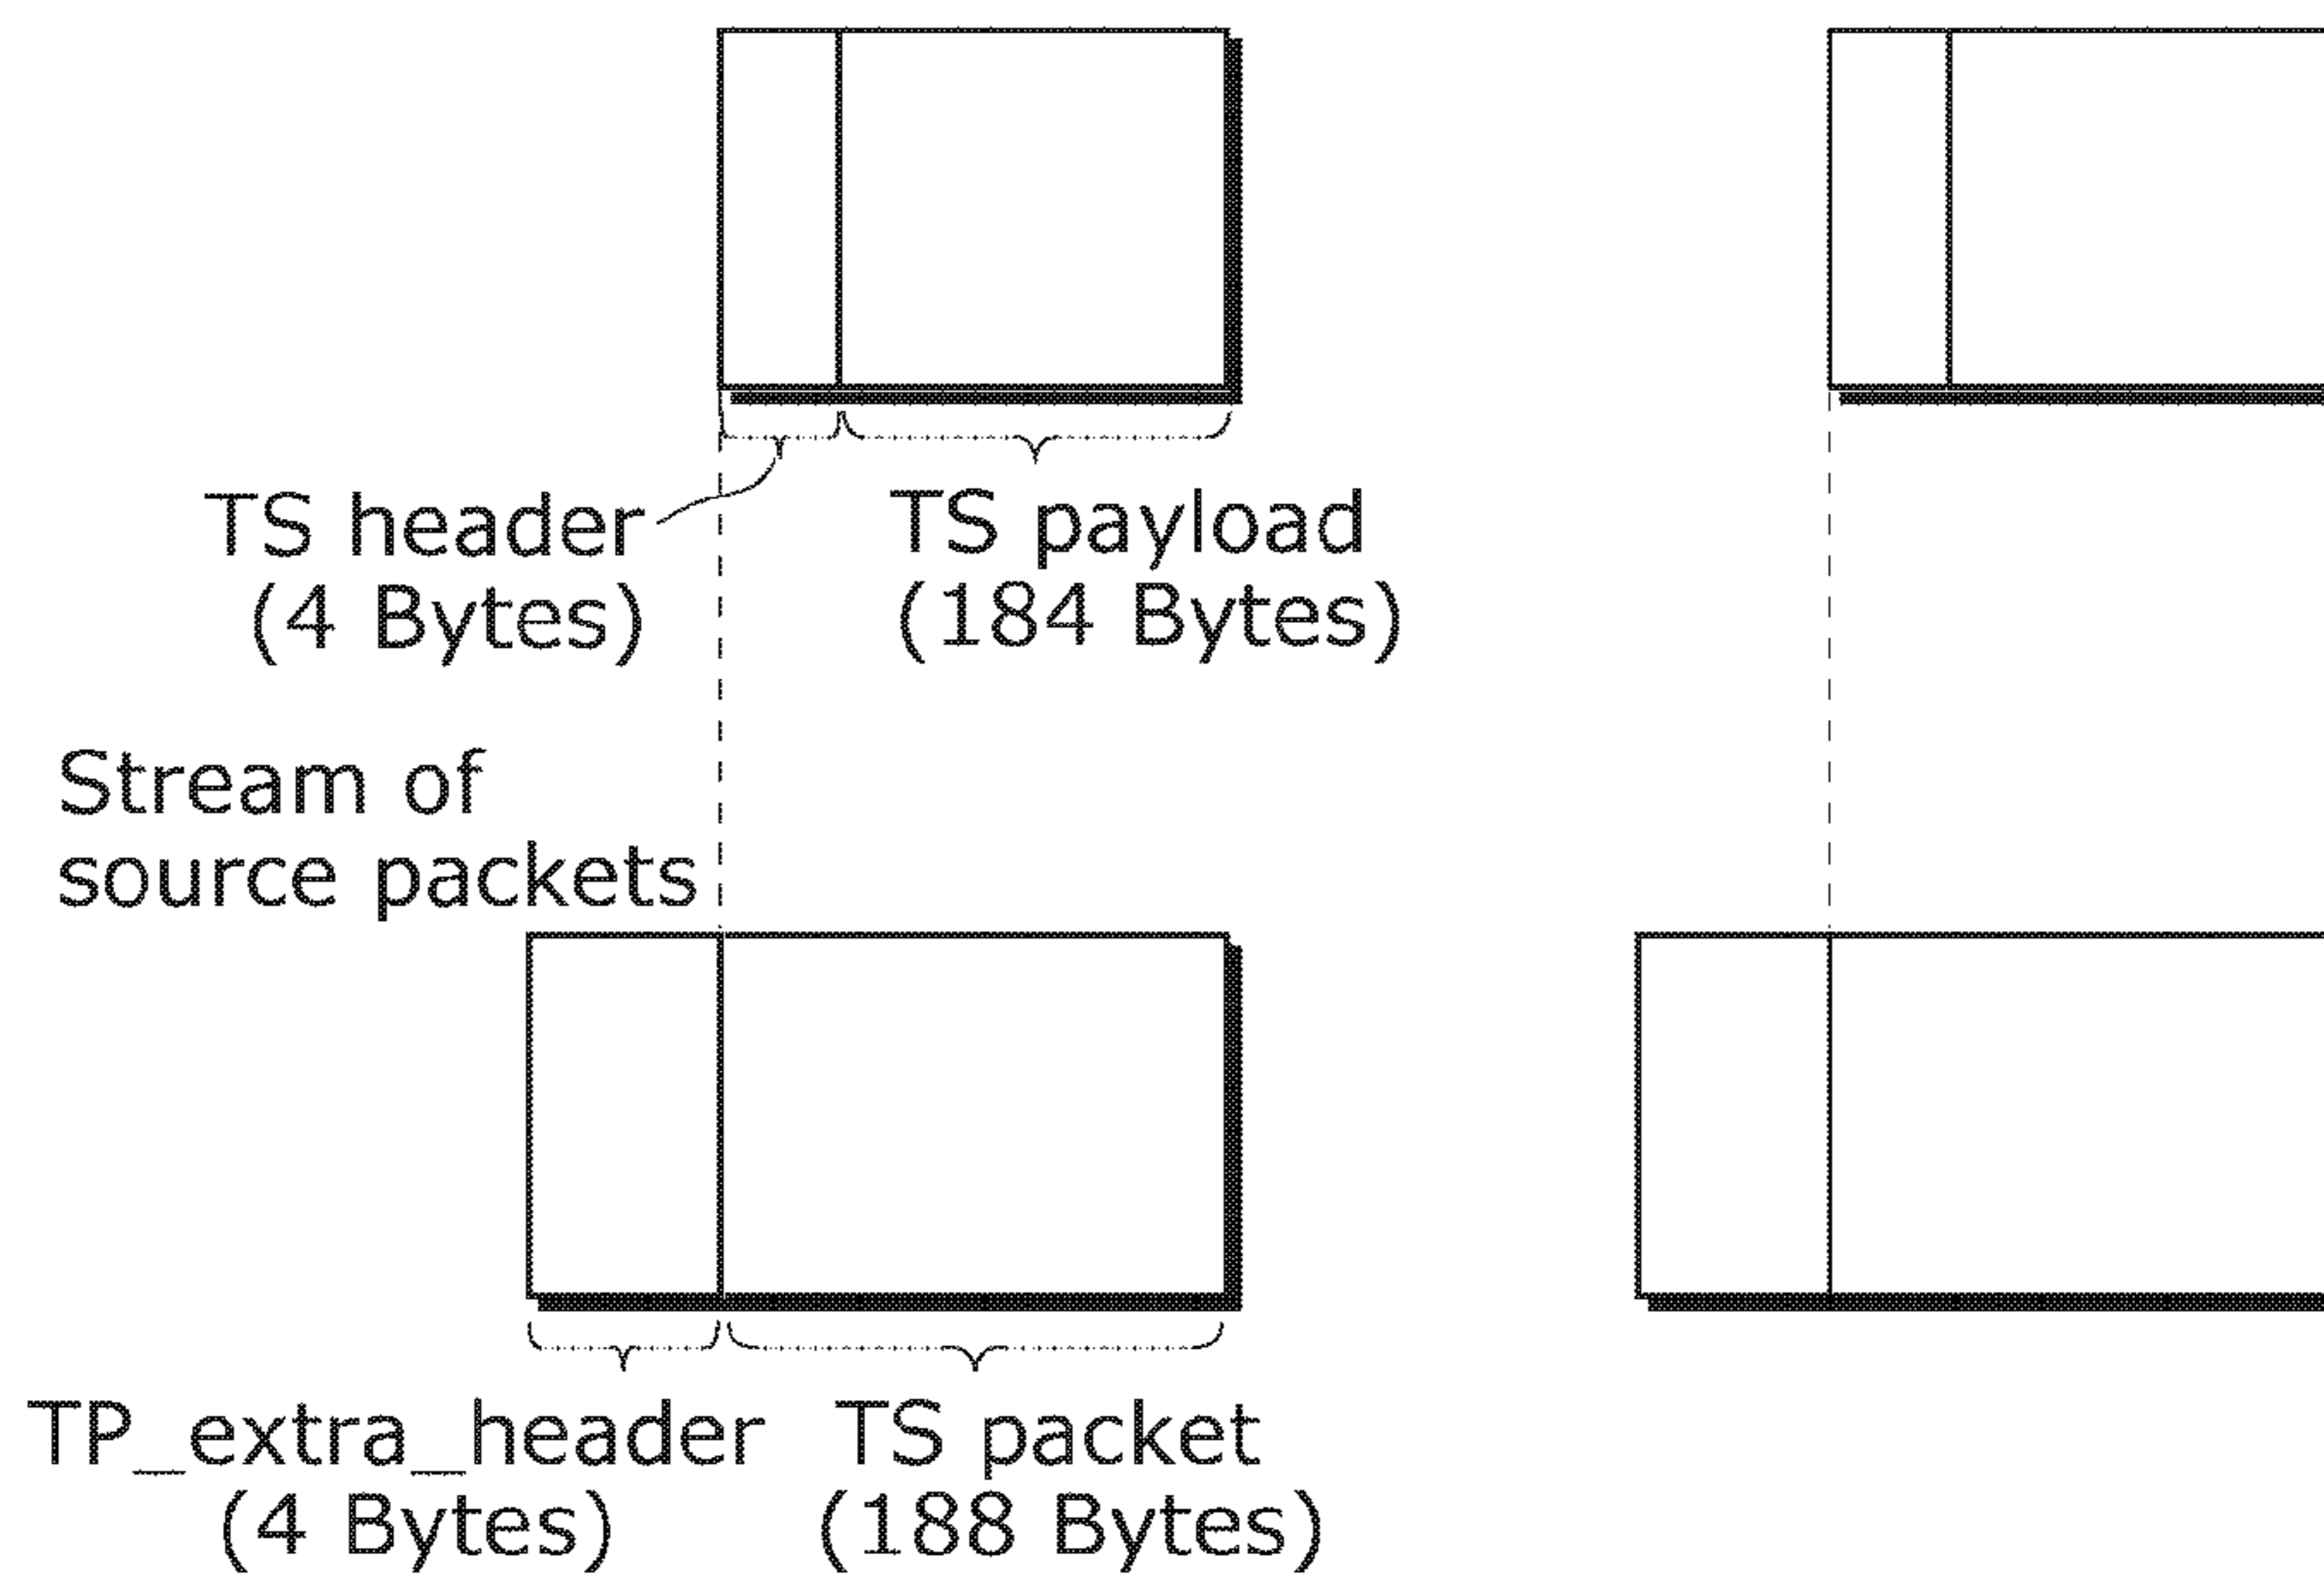 TS header
(4 Bytes)
TS payload
(184 Bytes)
Stream of
source packets
TP_extra_header
(4 Bytes)
TS packet
(188 Bytes)